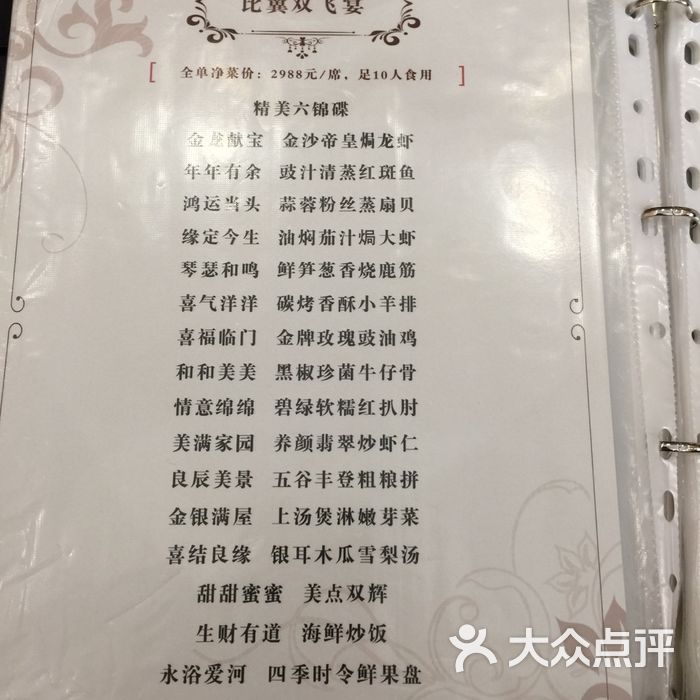 比翼双飞宴
[ 全单净菜价：2988元/席，足10人食用 ]
精美六锦碟
金龙献宝 金沙帝皇焗龙虾
年年有余 豉汁清蒸红斑鱼
鸿运当头 蒜蓉粉丝蒸扇贝
缘定今生 油焖茄汁焗大虾
琴瑟和鸣 鲜笋葱香烧鹿筋
喜气洋洋 碳烤香酥小羊排
喜福临门 金牌玫瑰豉油鸡
和和美美 黑椒珍菌牛仔骨
情意绵绵 碧绿软糯红扒肘
美满家园 养颜翡翠炒虾仁
良辰美景 五谷丰登粗粮拼
金银满屋 上汤煲淋嫩芽菜
喜结良缘 银耳木瓜雪梨汤
甜甜蜜蜜 美点双辉
生财有道 海鲜炒饭
永浴爱河 四季时令鲜果盘
大众点评